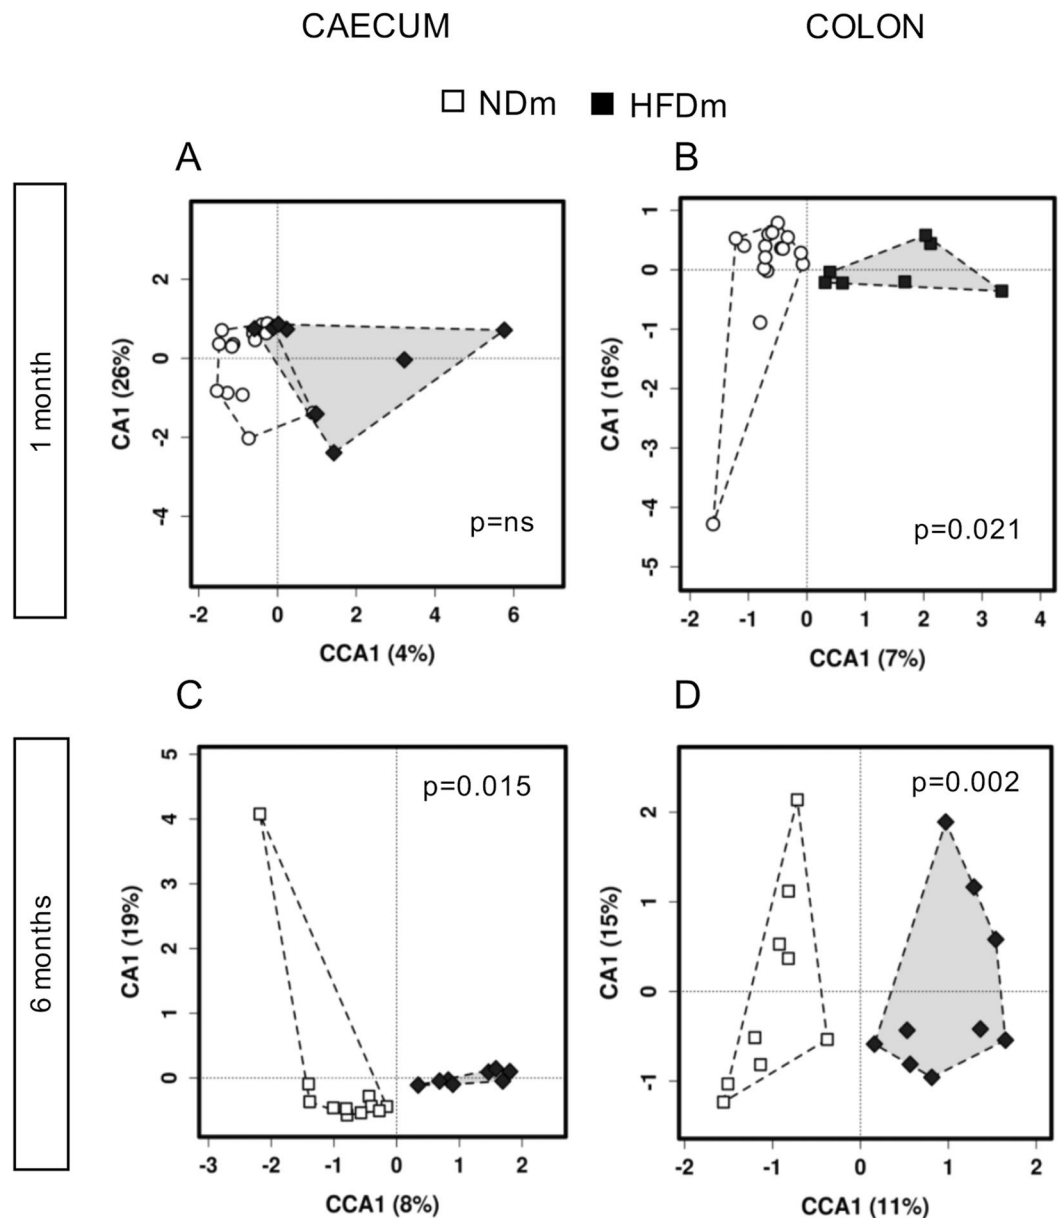 CAECUM
COLON
NDm
HFDm
A
B
1 month
CA1 (26%)
2
0
-2
-4
p=ns
-2
0
2
4
6
CCA1 (4%)
CA1 (16%)
1
0
-1
-2
-3
-4
-5
p=0.021
-2
-1
0
1
2
3
4
CCA1 (7%)
C
D
6 months
CA1 (19%)
5
4
3
2
1
0
p=0.015
-3
-2
-1
0
1
2
CCA1 (8%)
CA1 (15%)
2
1
0
-1
p=0.002
-2
-1
0
1
2
CCA1 (11%)